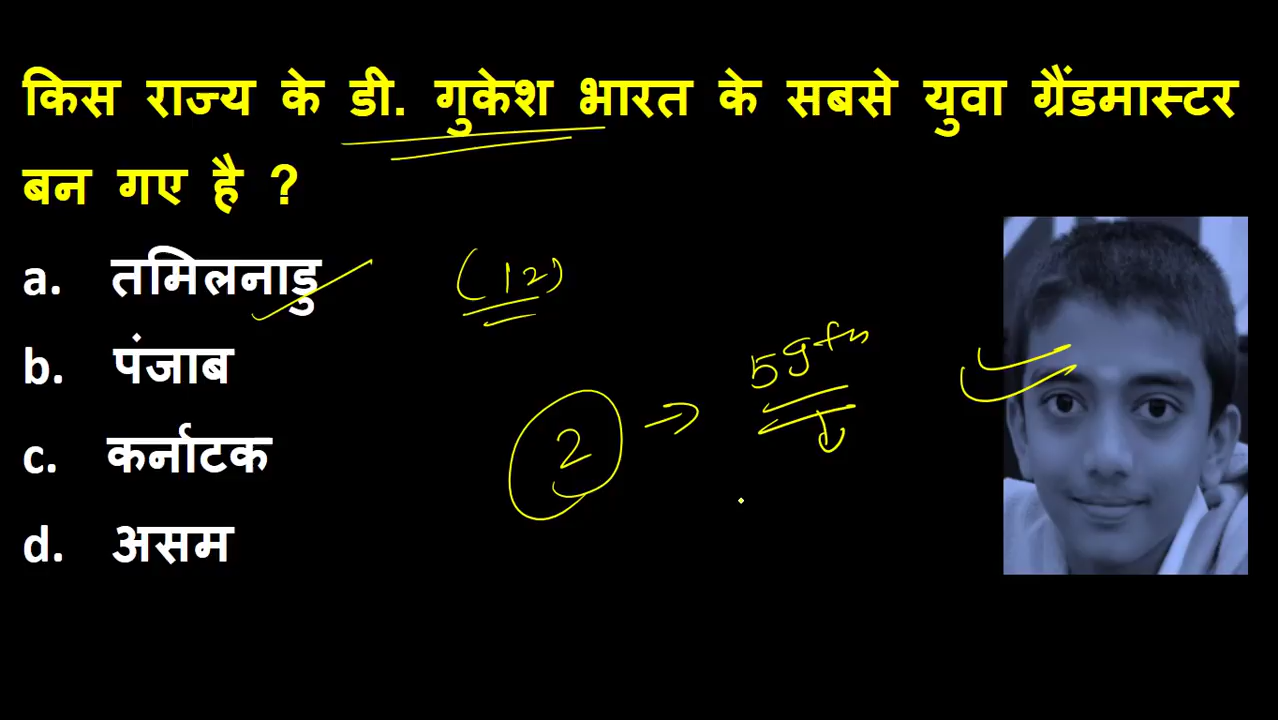 किस राज्य के डी. गुकेश भारत के सबसे युवा ग्रैंडमास्टर
बन गए है ?
a. तमिलनाडु (12)
b. पंजाब
2 → 59th
c. कर्नाटक
d. असम